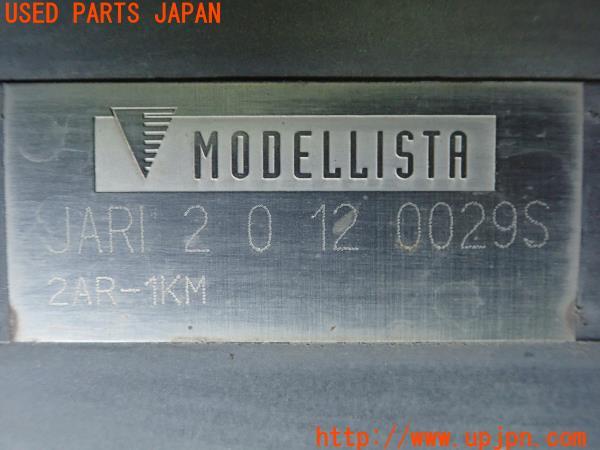 USED PARTS JAPAN
MODELLISTA
JARI 2 0 12 0029S
2AR-1KM
http://www.upjpn.com